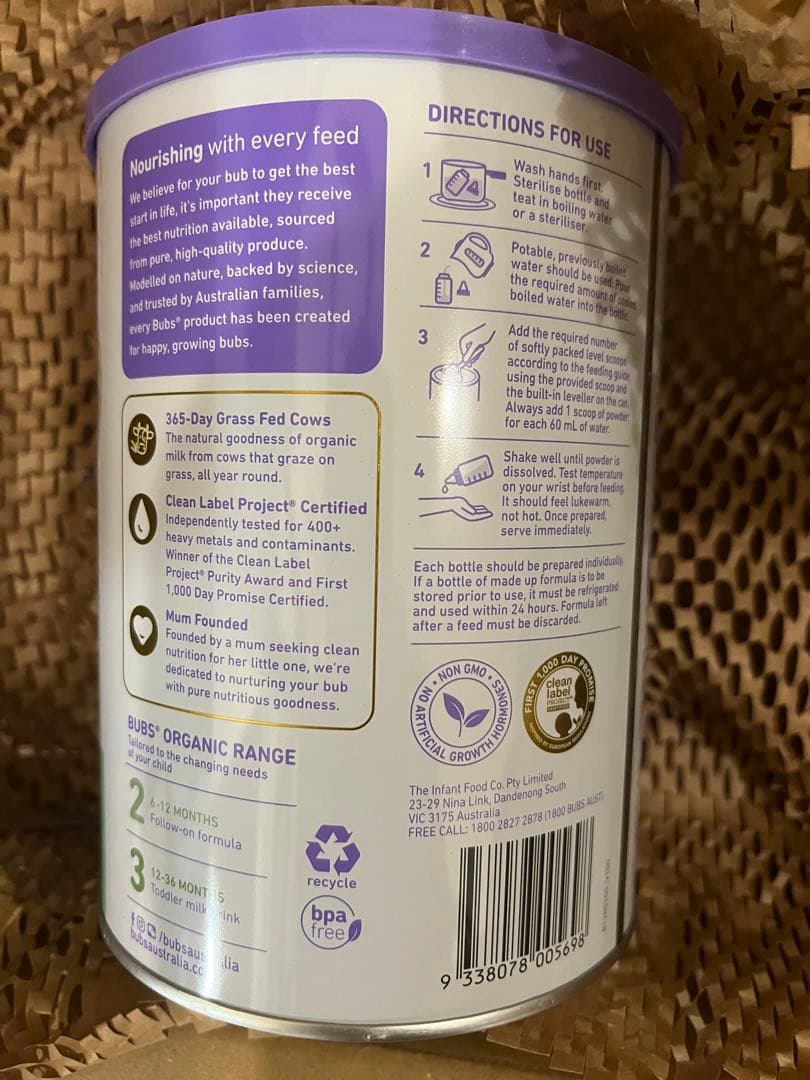 Nourishing with every feed
We believe for your bub to get the best
start in life, it's important they receive
the best nutrition available, sourced
from pure, high-quality produce.
Modelled on nature, backed by science,
and trusted by Australian families,
every Bubs® product has been created
for happy, growing bubs.
365-Day Grass Fed Cows
The natural goodness of organic
milk from cows that graze on
grass, all year round.
Clean Label Project® Certified
Independently tested for 400+
heavy metals and contaminants.
Winner of the Clean Label
Project® Purity Award and First
1,000 Day Promise Certified.
Mum Founded
Founded by a mum seeking clean
nutrition for her little one, we're
dedicated to nurturing your bub
with pure nutritious goodness.
BUBS® ORGANIC RANGE
Tailored to the changing needs
of your child
2 6-12 MONTHS
Follow-on formula
3 12-36 MONTHS
Toddler milk drink
/bubsaustralia
recycle
bpa
free
DIRECTIONS FOR USE
1 Wash hands first.
Sterilise bottle and
teat in boiling water
or a steriliser.
2 Potable, previously boiled
water should be used. Pour
the required amount of cooled
boiled water into the bottle.
3 Add the required number
of softly packed level scoops
according to the feeding guide,
using the provided scoop and
the built-in leveller on the can.
Always add 1 scoop of powder
for each 60 mL of water.
4 Shake well until powder is
dissolved. Test temperature
on your wrist before feeding.
It should feel lukewarm,
not hot. Once prepared,
serve immediately.
Each bottle should be prepared individually.
If a bottle of made up formula is to be
stored prior to use, it must be refrigerated
and used within 24 hours. Formula left
after a feed must be discarded.
NON GMO • NO ARTIFICIAL GROWTH HORMONES •
FIRST 1,000 DAY PROMISE
clean
label
PROJECT
CERTIFIED
The Infant Food Co. Pty Limited
23-29 Nina Link, Dandenong South
VIC 3175 Australia
FREE CALL: 1800 2827 2878 (1800 BUBS AUST)
9 338078 005698